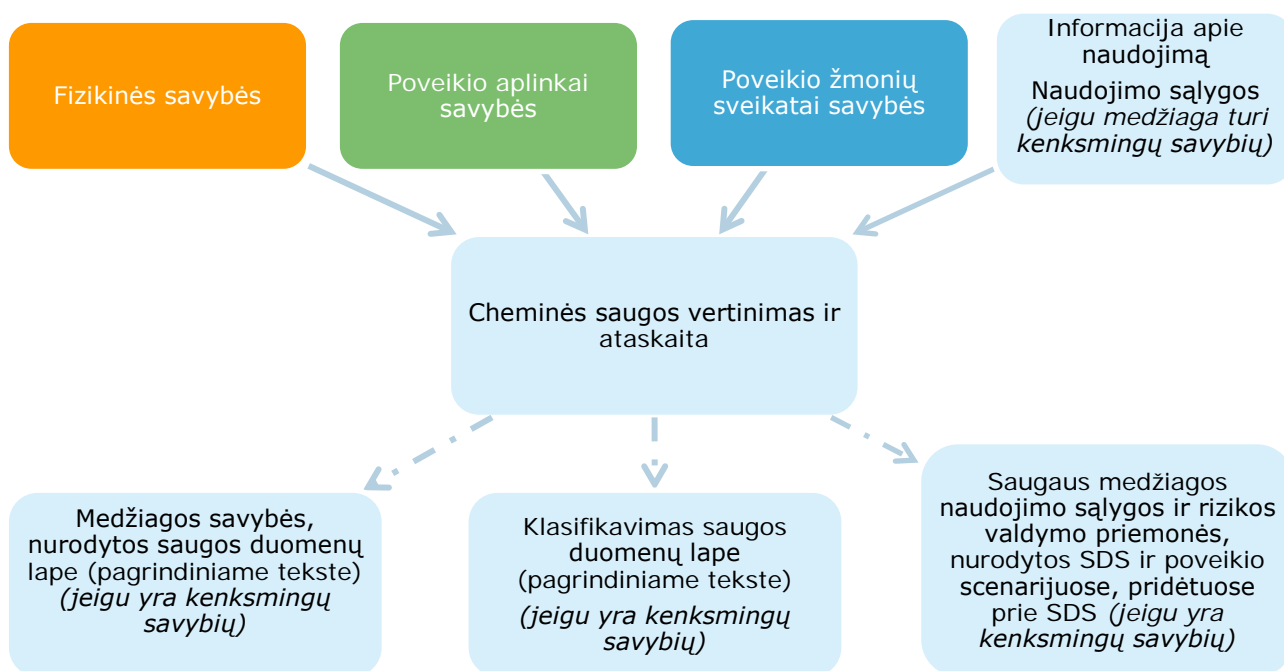 Fizikinės savybės
Poveikio aplinkai
savybės
Poveikio žmonių
sveikatai savybės
Informacija apie
naudojimą
Naudojimo sąlygos
(jeigu medžiaga turi
kenksmingų savybių)
Cheminės saugos vertinimas ir
ataskaita
Medžiagos savybės,
nurodytos saugos duomenų
lape (pagrindiniame tekste)
(jeigu yra kenksmingų
savybių)
Klasifikavimas saugos
duomenų lape
(pagrindiniame tekste)
(jeigu yra kenksmingų
savybių)
Saugaus medžiagos
naudojimo sąlygos ir rizikos
valdymo priemonės,
nurodytos SDS ir poveikio
scenarijuose, pridėtuose
prie SDS (jeigu yra
kenksmingų savybių)